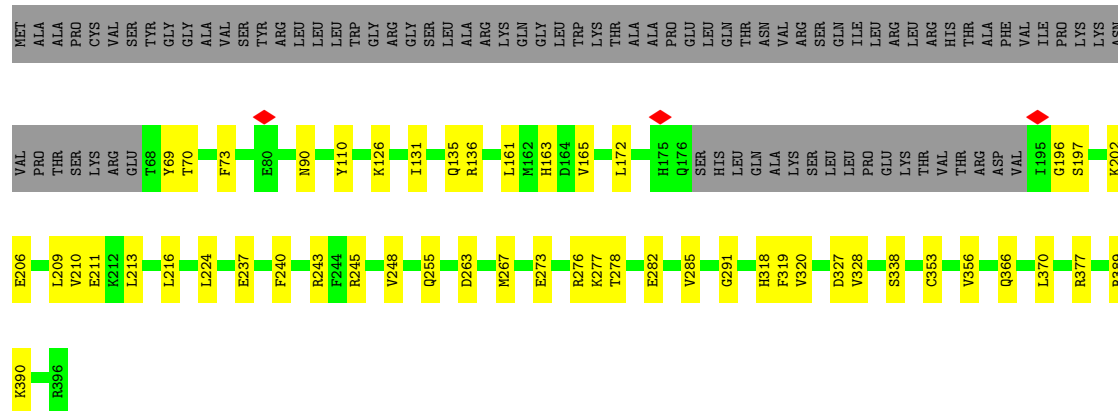 MET ALA ALA PRO CYS VAL SER TYR GLY GLY ALA VAL SER TYR ARG LEU LEU LEU TRP GLY ARG GLY SER LEU ALA ARG LYS GLN GLY LEU TRP LYS THR ALA ALA PRO GLU LEU GLN THR ASN VAL ARG SER GLN ILE LEU ARG LEU ARG HIS THR ALA PHE VAL ILE PRO LYS LYS ASN
VAL PRO THR SER LYS ARG GLU T68 Y69 T70 F73 E80 N90 Y110 K126 I131 Q135 R136 L161 M162 H163 D164 V165 L172 H175 Q176 SER HIS LEU GLN ALA LYS SER LEU LEU PRO GLU LYS THR VAL THR ARG ASP VAL I195 G196 S197 K202
E206 L209 V210 E211 K212 L213 L216 L224 E237 F240 R243 F244 R245 V248 Q255 D263 M267 E273 R276 K277 T278 E282 V285 G291 H318 F319 V320 D327 V328 S338 C353 V356 Q366 L370 R377
K390 R396